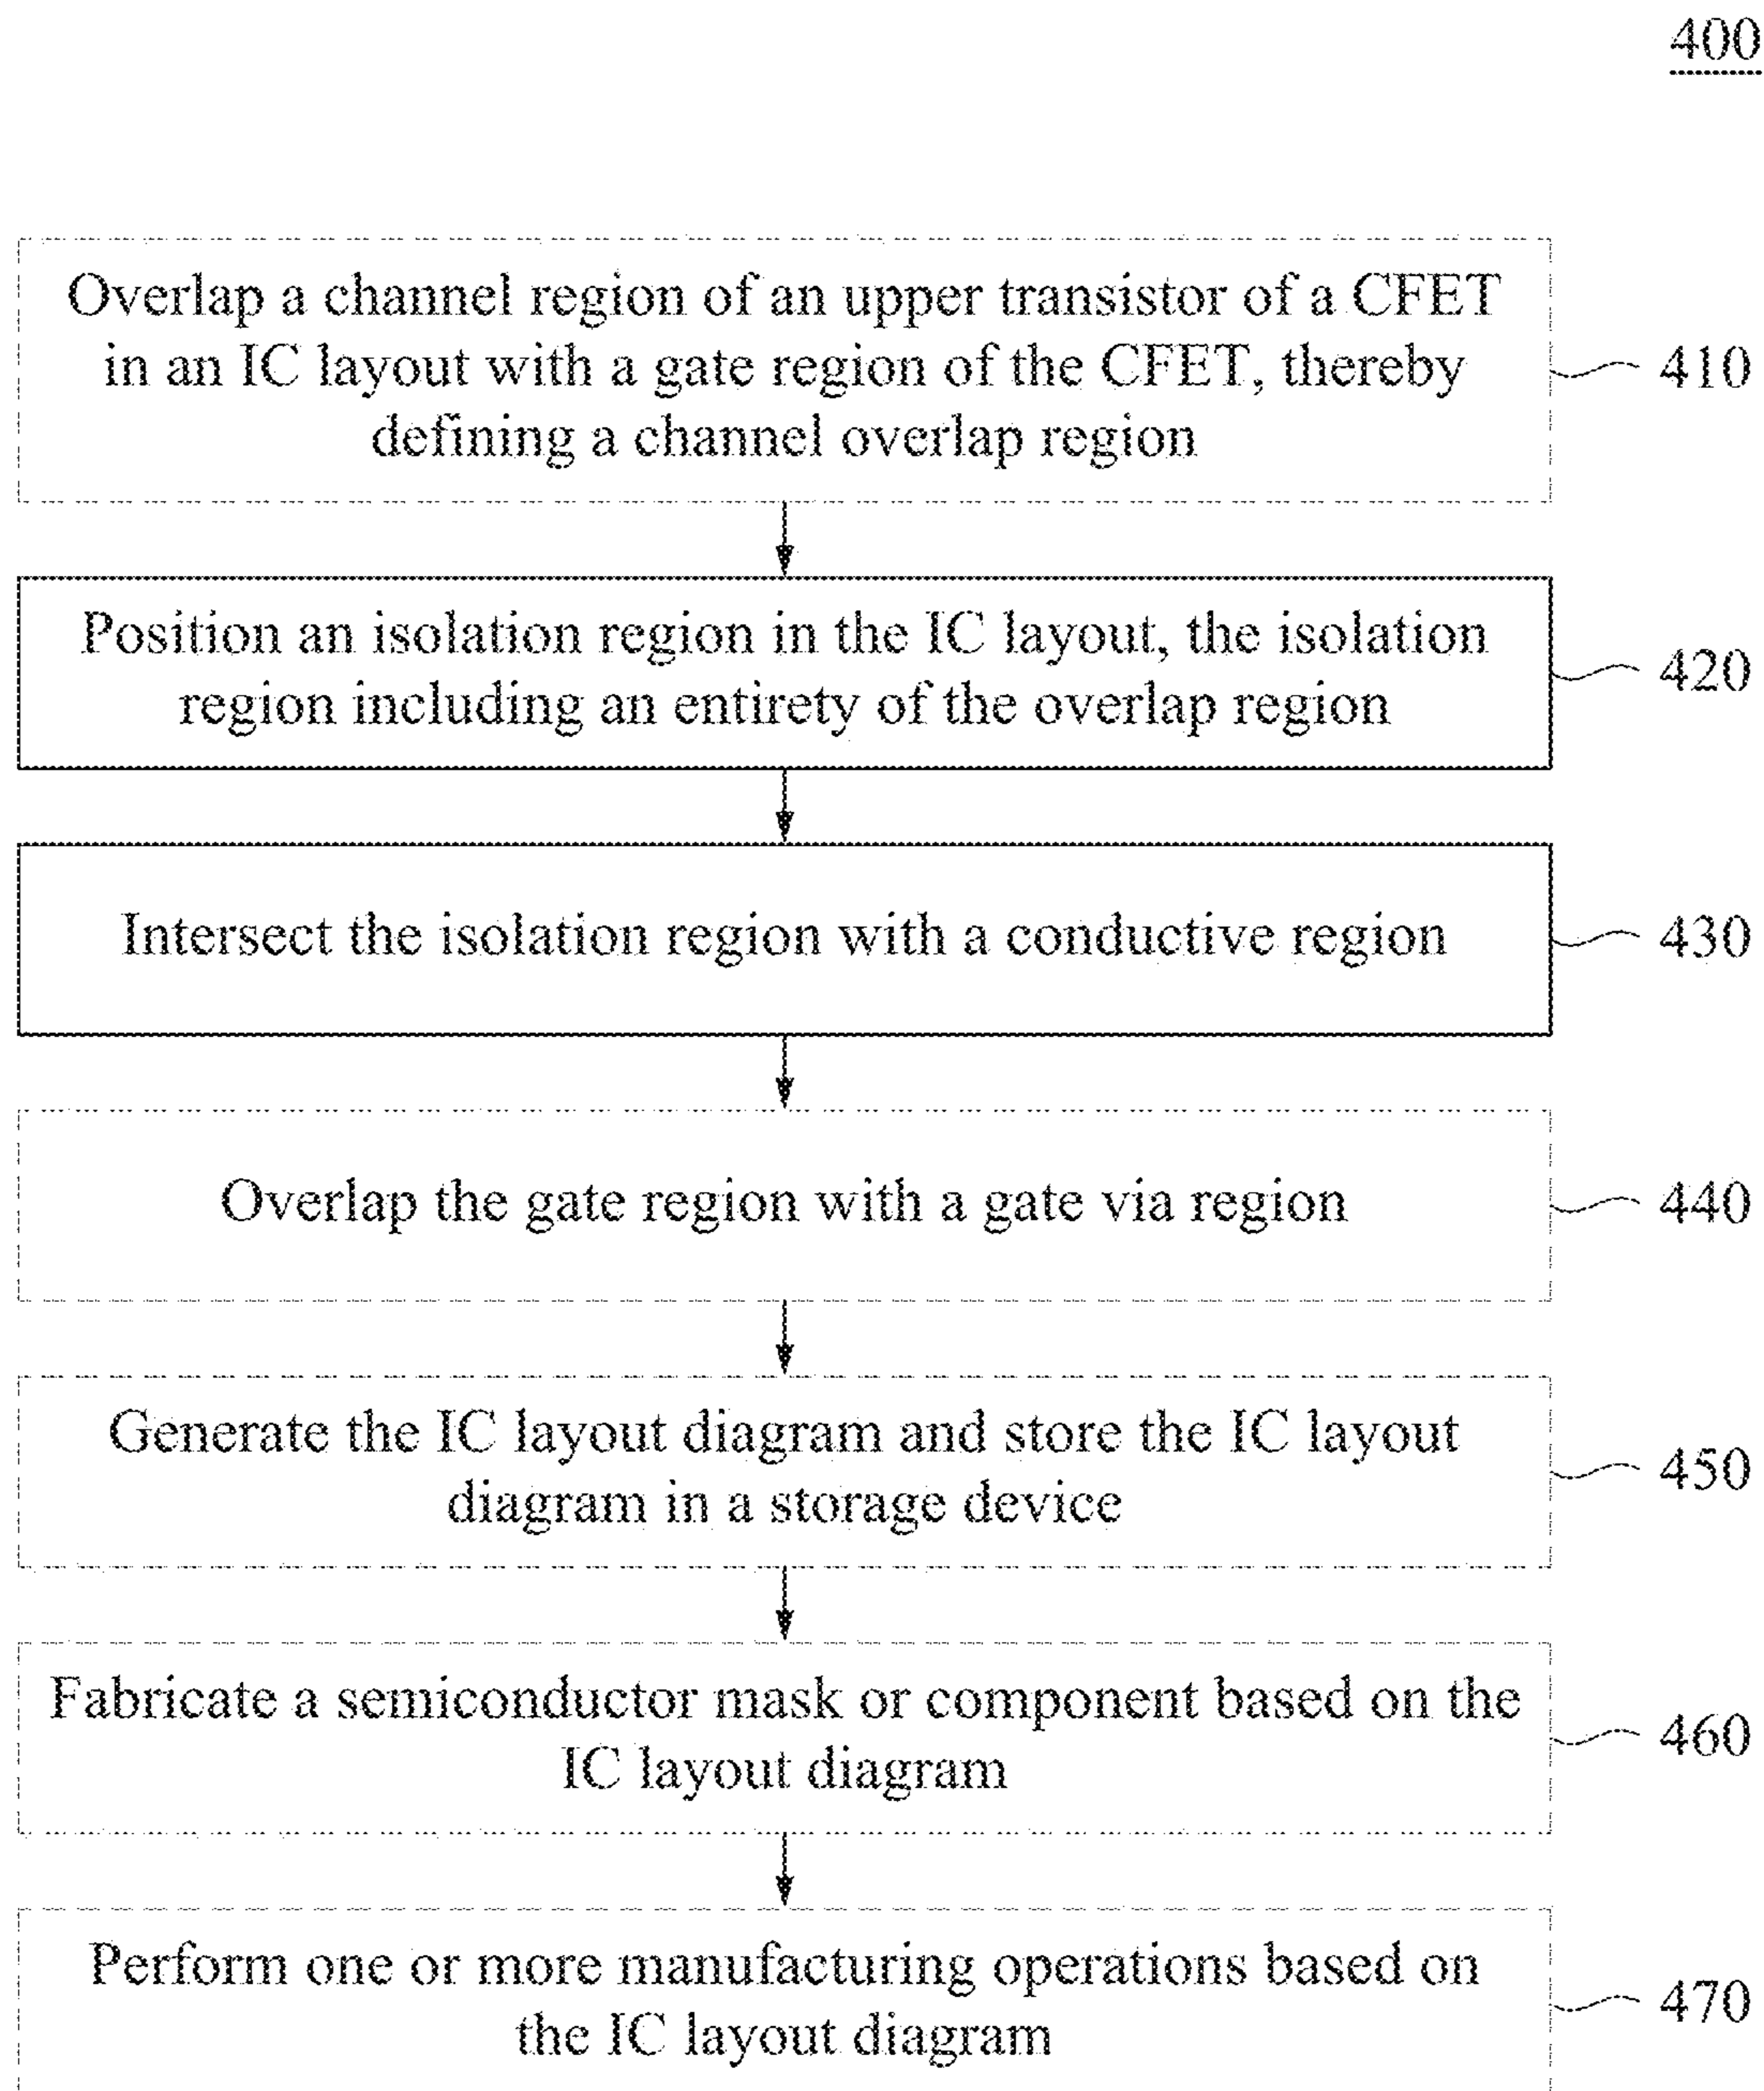 400
Overlap a channel region of an upper transistor of a CFET
in an IC layout with a gate region of the CFET, thereby
defining a channel overlap region
410
Position an isolation region in the IC layout, the isolation
region including an entirety of the overlap region
420
Intersect the isolation region with a conductive region
430
Overlap the gate region with a gate via region
440
Generate the IC layout diagram and store the IC layout
diagram in a storage device
450
Fabricate a semiconductor mask or component based on the
IC layout diagram
460
Perform one or more manufacturing operations based on
the IC layout diagram
470